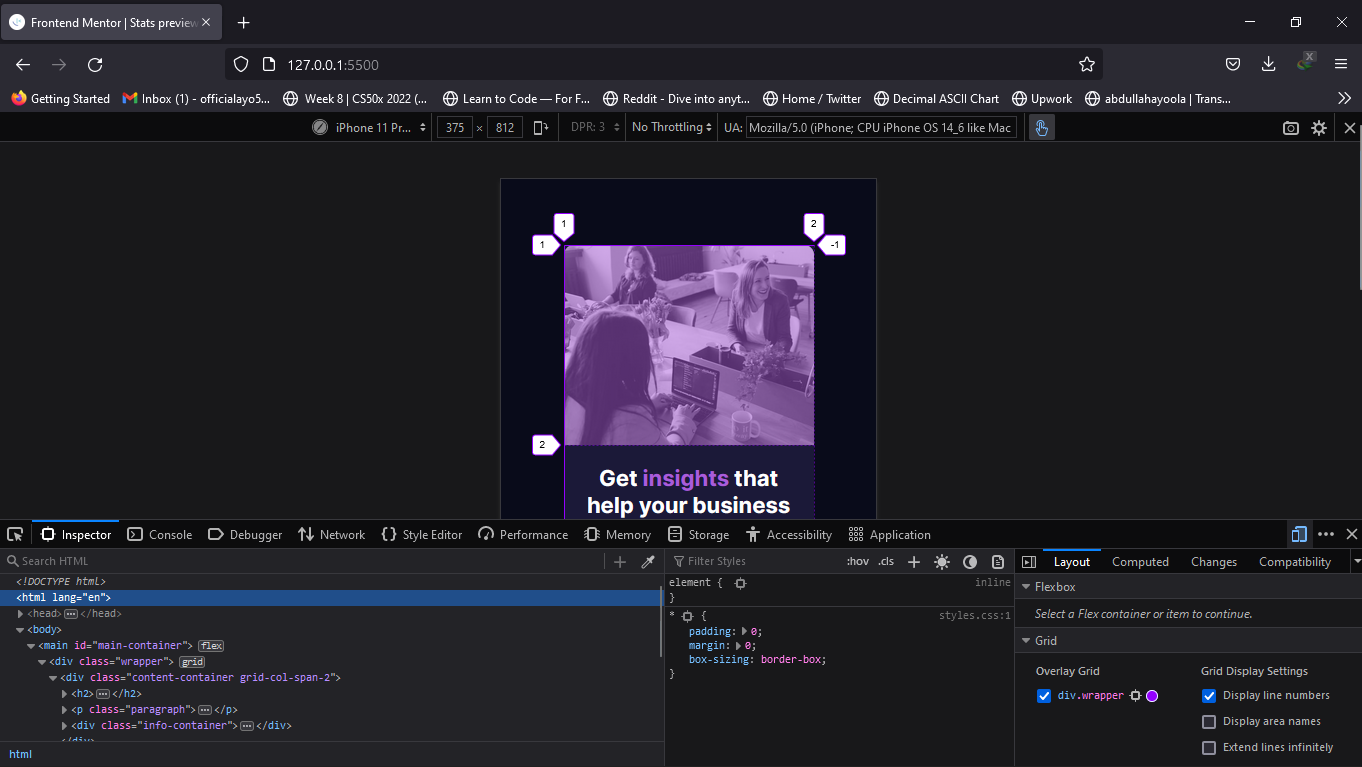 Frontend Mentor | Stats preview
127.0.0.1:5500
Getting Started
Inbox (1) - officialayo5...
Week 8 | CS50x 2022 (...
Learn to Code — For F...
Reddit - Dive into anyt...
Home / Twitter
Decimal ASCII Chart
Upwork
abdullahayoola | Trans...
iPhone 11 Pr...
375 × 812
DPR: 3
No Throttling
UA: Mozilla/5.0 (iPhone; CPU iPhone OS 14_6 like Mac
1 2
1 -1
2
Get insights that
help your business
Inspector
Console
Debugger
Network
Style Editor
Performance
Memory
Storage
Accessibility
Application
Search HTML
<!DOCTYPE html>
<html lang="en">
<head> ••• </head>
<body>
<main id="main-container"> flex
<div class="wrapper"> grid
<div class="content-container grid-col-span-2">
<h2> ••• </h2>
<p class="paragraph"> ••• </p>
<div class="info-container"> ••• </div>
</div>
html
Filter Styles
:hov .cls
element { inline
}
* { styles.css:1
padding: 0;
margin: 0;
box-sizing: border-box;
}
Layout
Computed
Changes
Compatibility
Flexbox
Select a Flex container or item to continue.
Grid
Overlay Grid
div.wrapper
Grid Display Settings
Display line numbers
Display area names
Extend lines infinitely